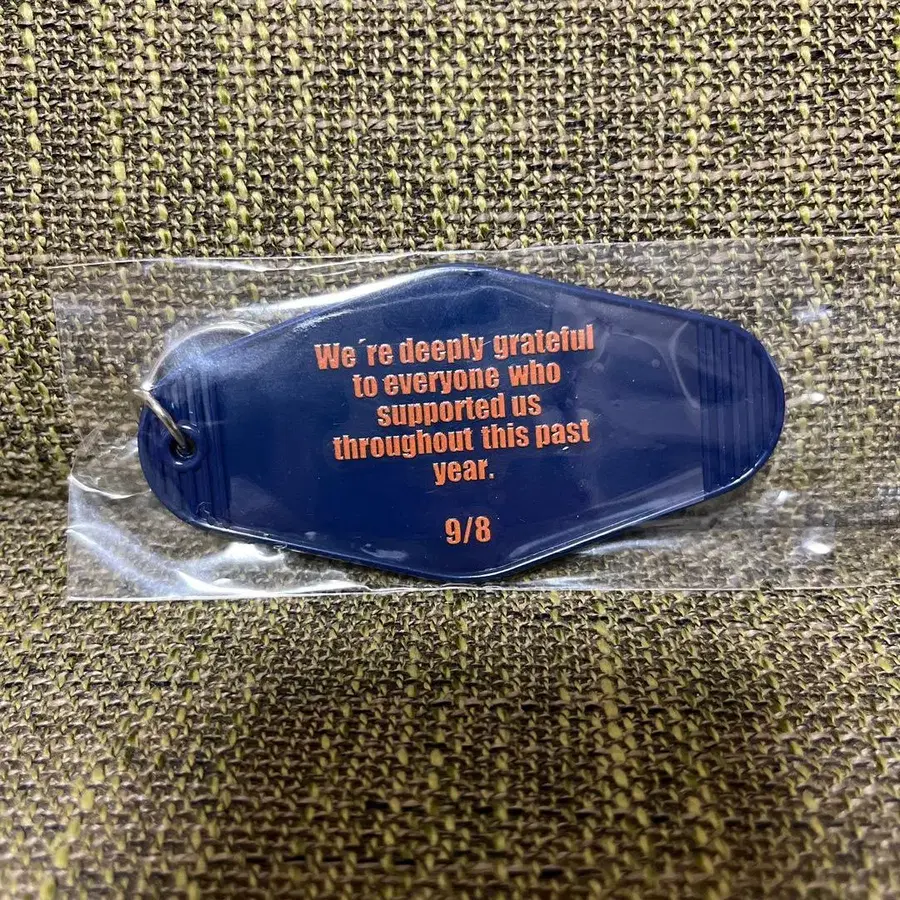 We´re deeply grateful
to everyone who
supported us
throughout this past
year.
9/8